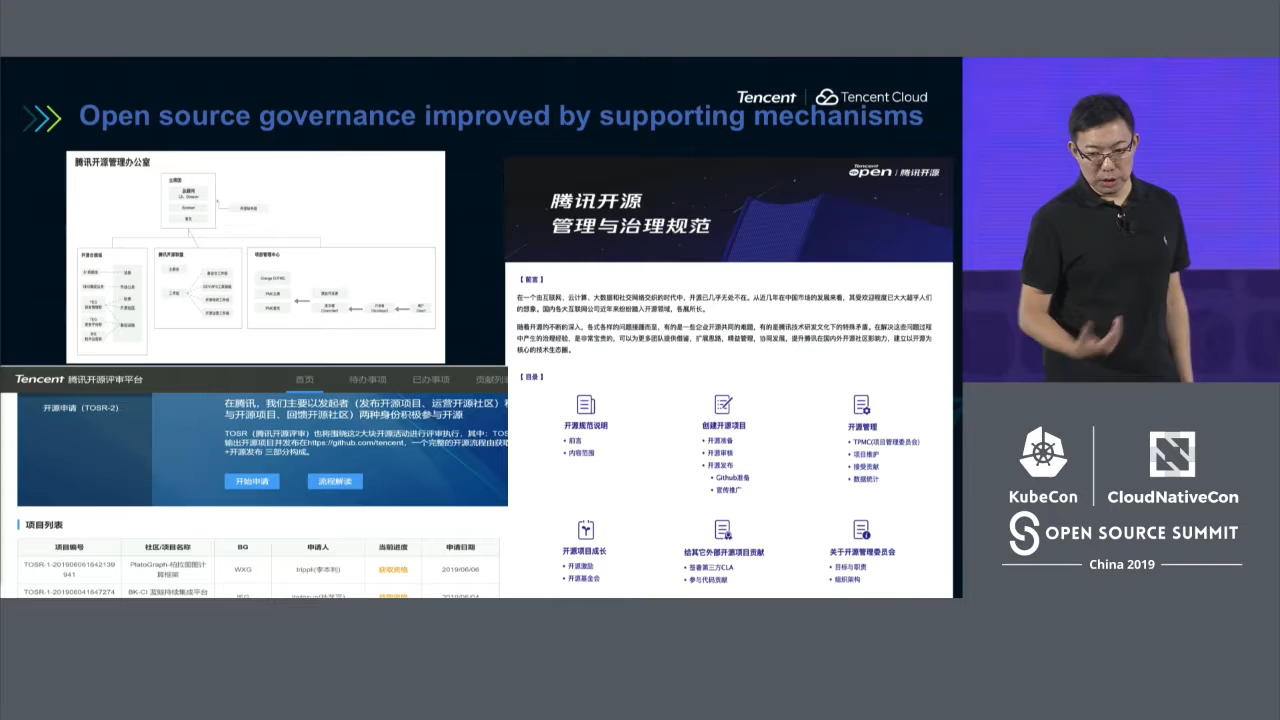 Open source governance improved by supporting mechanisms
Tencent
Tencent Cloud
腾讯开源管理办公室
主席团
腾讯开源联盟
项目管理中心
Tencent 腾讯开源评审平台
首页
待办事项
已办事项
开源申请（TOSR-2）
在腾讯，我们主要以发起者（发布开源项目、运营开源社区）
与开源项目、回馈开源社区）两种身份积极参与开源
TOSR（腾讯开源评审）也将围绕这2大块开源活动进行评审执行，其中：TOS
输出开源项目并发布在https://github.com/tencent，一个完整的开源流程由获取
+开源发布 三部分构成。
开始申请
流程解读
项目列表
项目编号
社区/项目名称
BG
申请人
当前进度
申请日期
TOSR-1-201906061642139
941
PlatoGraph-柏拉图图计
算框架
WXG
获取资格
2019/06/06
TOSR-1-201906041647274
BK-CI 蓝鲸持续集成平台
Tencent
open / 腾讯开源
腾讯开源
管理与治理规范
【 前言 】
在一个由互联网、云计算、大数据和社交网络交织的时代中，开源已几乎无处不在。从近几年在中国市场的发展来看，其受欢迎程度已大大超乎人们
的想象。国内各大互联网公司近年来纷纷踏入开源领域，各展所长。
随着开源的不断的深入，各式各样的问题接踵而至，有的是一些企业开源共同的难题，有的是腾讯技术研发文化下的特殊矛盾。在解决这些问题过程
中产生的治理经验，是非常宝贵的，可以为更多团队提供借鉴，扩展思路，精益管理，协同发展，提升腾讯在国内外开源社区影响力，建立以开源为
核心的技术生态圈。
【 目录 】
开源规范说明
• 前言
• 内容范围
创建开源项目
• 开源准备
• 开源审核
• 开源发布
• Github准备
• 宣传推广
开源管理
• TPMC(项目管理委员会)
• 项目维护
• 接受贡献
• 数据统计
开源项目成长
• 开源激励
• 开源基金会
给其它外部开源项目贡献
• 签署第三方CLA
• 参与代码贡献
关于开源管理委员会
• 目标与职责
• 组织架构
KubeCon
CloudNativeCon
OPEN SOURCE SUMMIT
China 2019